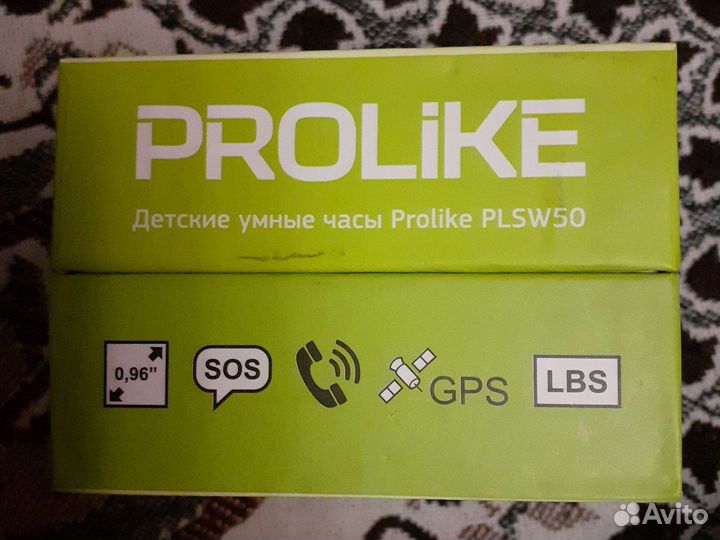 PROLiKE
Детские умные часы Prolike PLSW50
0,96” SOS GPS LBS
Avito